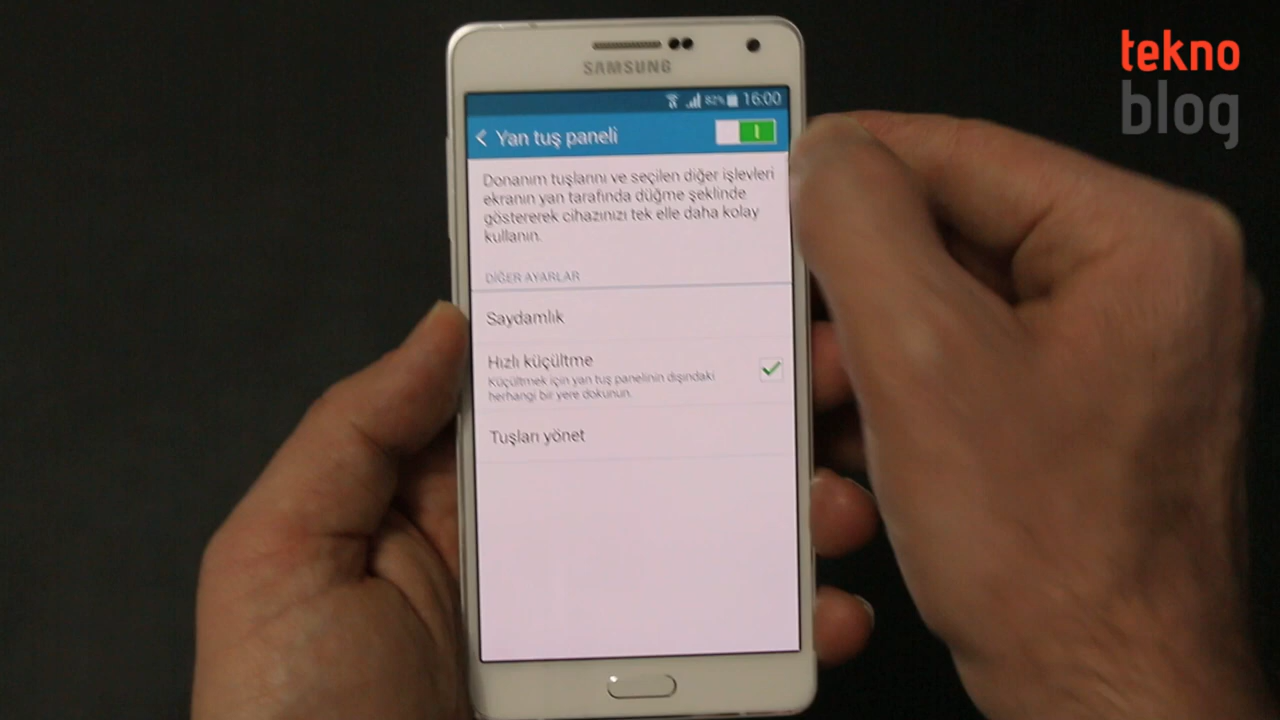 tekno
blog
SAMSUNG
82% 16:00
Yan tuş paneli
Donanım tuşlarını ve seçilen diğer işlevleri
ekranın yan tarafında düğme şeklinde
göstererek cihazınızı tek elle daha kolay
kullanın.
DİĞER AYARLAR
Saydamlık
Hızlı küçültme
Küçültmek için yan tuş panelinin dışındaki
herhangi bir yere dokunun.
Tuşları yönet